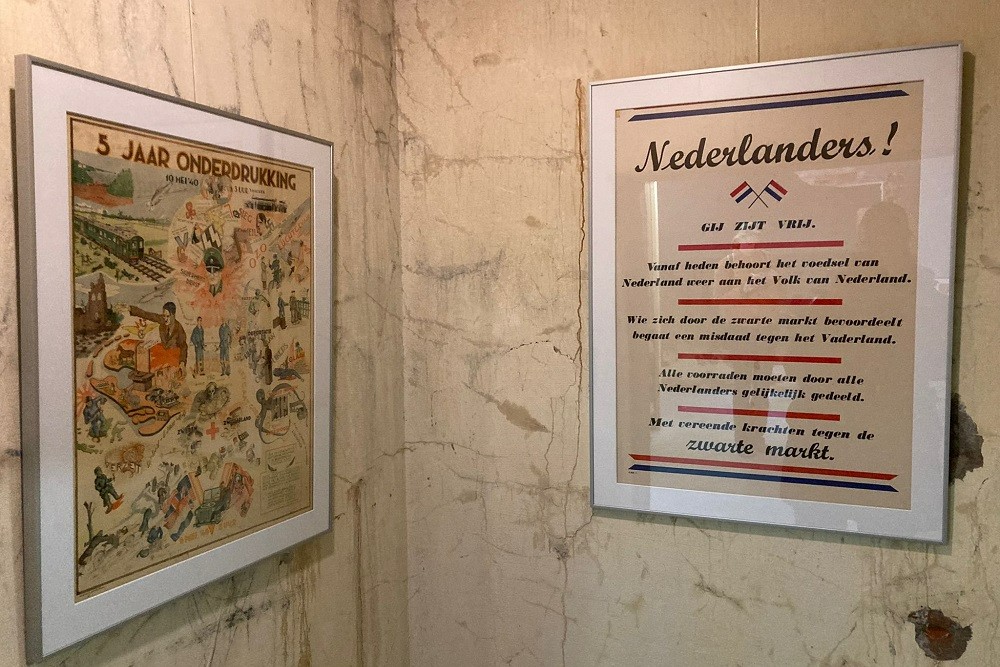 5 JAAR ONDERDRUKKING
10 MEI '40
Nederlanders!
GIJ ZIJT VRIJ.
Vanaf heden behoort het voedsel van
Nederland weer aan het Volk van Nederland.
Wie zich door de zwarte markt bevoordeelt
begaat een misdaad tegen het Vaderland.
Alle voorraden moeten door alle
Nederlanders gelijkelijk gedeeld.
Met vereende krachten tegen de
zwarte markt.